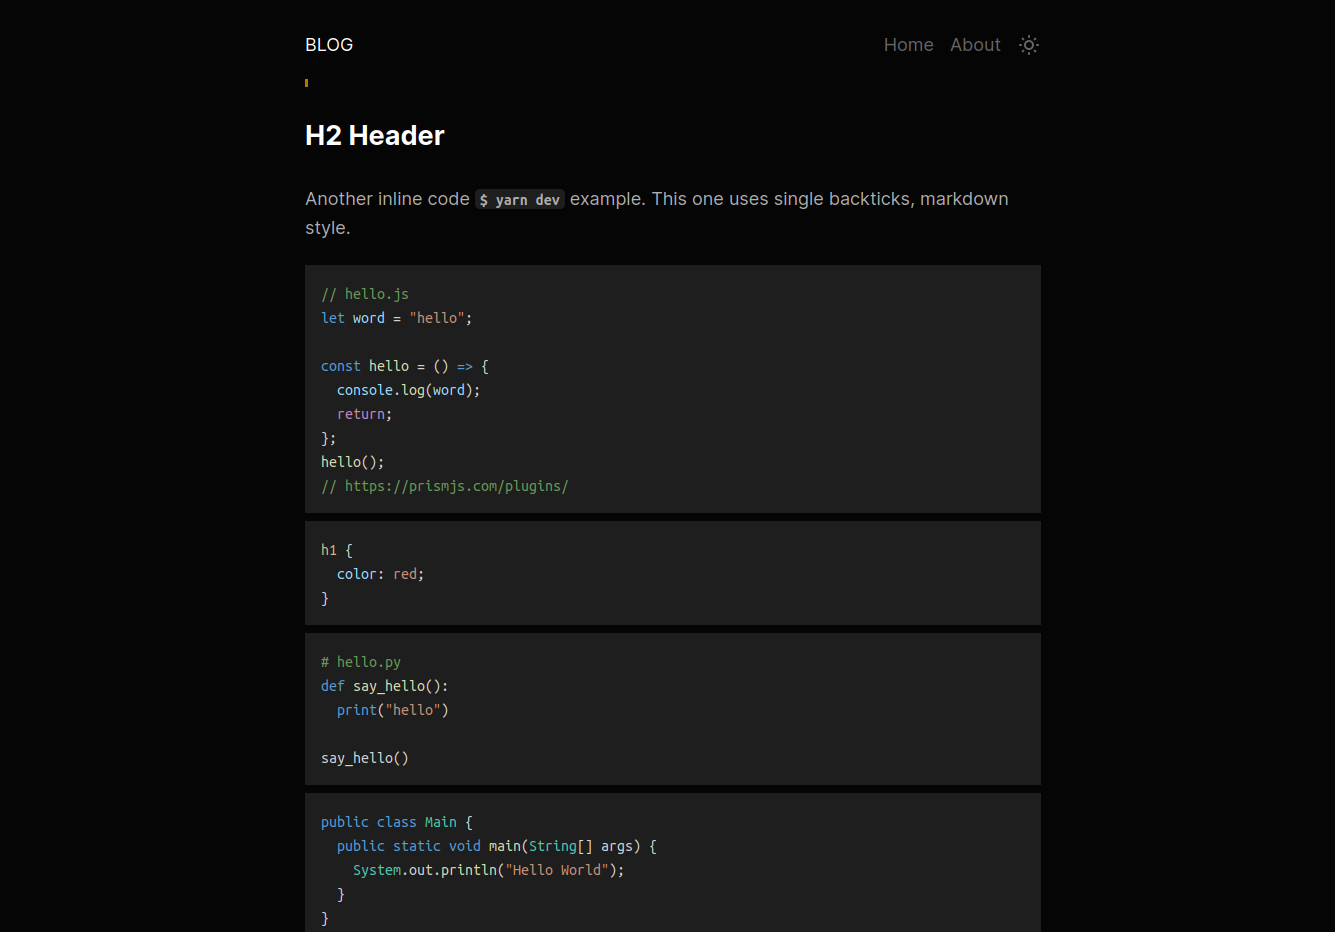 BLOG
Home About
H2 Header
Another inline code $ yarn dev example. This one uses single backticks, markdown
style.
// hello.js
let word = "hello";
const hello = () => {
  console.log(word);
  return;
};
hello();
// https://prismjs.com/plugins/
h1 {
  color: red;
}
# hello.py
def say_hello():
  print("hello")
say_hello()
public class Main {
  public static void main(String[] args) {
    System.out.println("Hello World");
  }
}